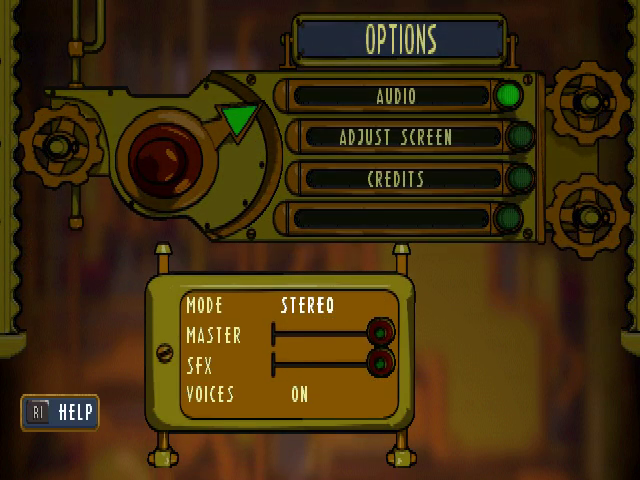 OPTIONS
AUDIO
ADJUST SCREEN
CREDITS
MODE STEREO
MASTER
SFX
VOICES ON
R1 HELP